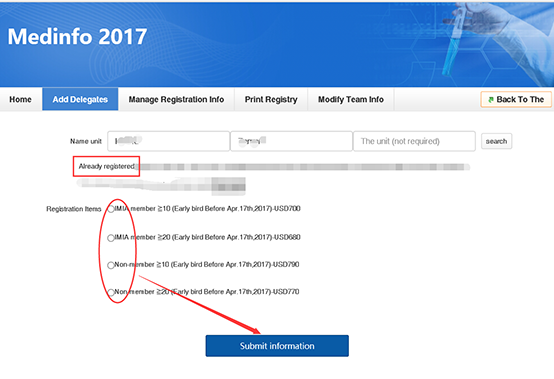 Medinfo 2017
Home Add Delegates Manage Registration Info Print Registry Modify Team Info Back To The
Name unit The unit (not required) search
Already registered
Registration Items IMIA member ≧10 (Early bird Before Apr.17th,2017)-USD700
IMIA member ≧20 (Early bird Before Apr.17th,2017)-USD680
Non-member ≧10 (Early bird Before Apr.17th,2017)-USD790
Non-member ≧20 (Early bird Before Apr.17th,2017)-USD770
Submit information